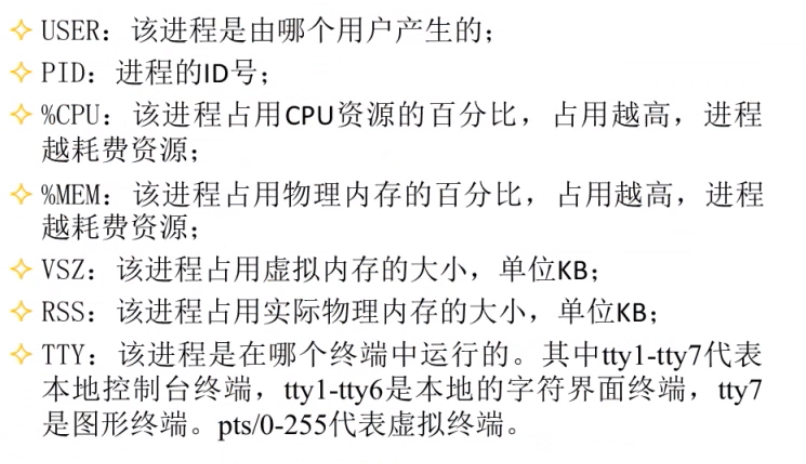 USER：该进程是由哪个用户产生的；
PID：进程的ID号；
%CPU：该进程占用CPU资源的百分比，占用越高，进程
越耗费资源；
%MEM：该进程占用物理内存的百分比，占用越高，进程
越耗费资源；
VSZ：该进程占用虚拟内存的大小，单位KB；
RSS：该进程占用实际物理内存的大小，单位KB；
TTY：该进程是在哪个终端中运行的。其中tty1-tty7代表
本地控制台终端，tty1-tty6是本地的字符界面终端，tty7
是图形终端。pts/0-255代表虚拟终端。